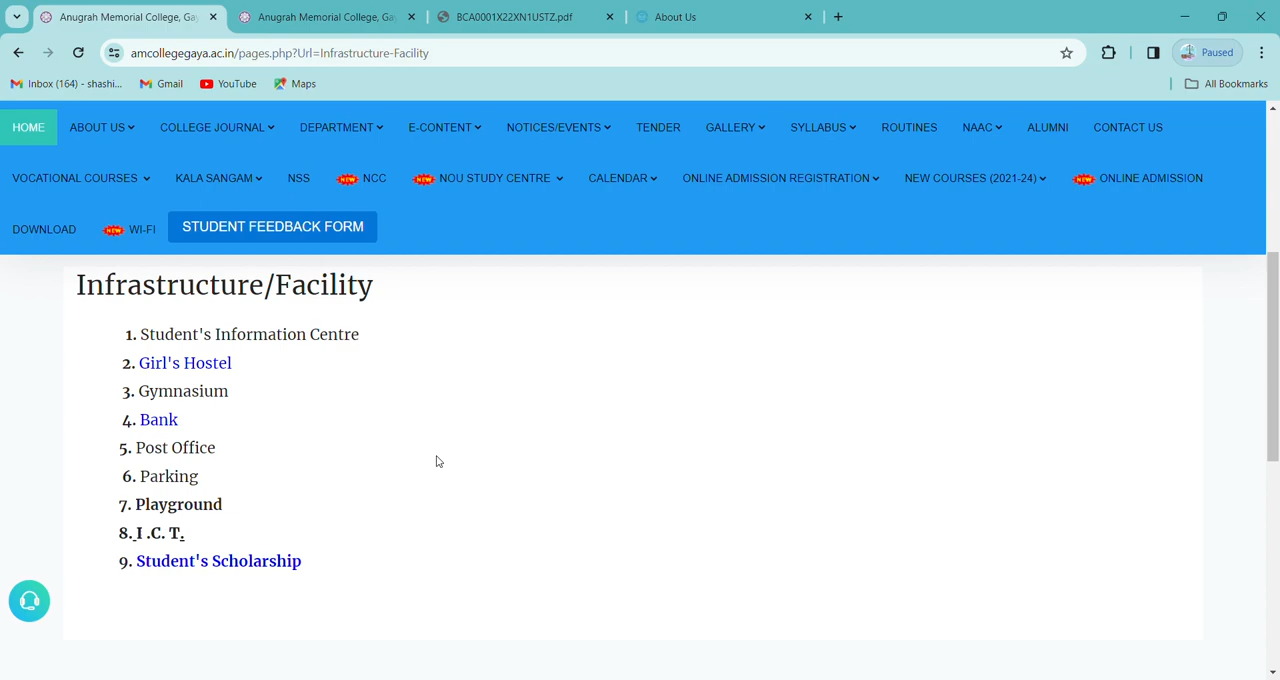 Anugrah Memorial College, Ga
Anugrah Memorial College, Ga
BCA0001X22XN1USTZ.pdf
About Us
amcollegegaya.ac.in/pages.php?Url=Infrastructure-Facility
Paused
Inbox (164) - shashi...
Gmail
YouTube
Maps
All Bookmarks
HOME ABOUT US COLLEGE JOURNAL DEPARTMENT E-CONTENT NOTICES/EVENTS TENDER GALLERY SYLLABUS ROUTINES NAAC ALUMNI CONTACT US
VOCATIONAL COURSES KALA SANGAM NSS NEW NCC NEW NOU STUDY CENTRE CALENDAR ONLINE ADMISSION REGISTRATION NEW COURSES (2021-24) NEW ONLINE ADMISSION
DOWNLOAD NEW WI-FI STUDENT FEEDBACK FORM
Infrastructure/Facility
1. Student's Information Centre
2. Girl's Hostel
3. Gymnasium
4. Bank
5. Post Office
6. Parking
7. Playground
8. I .C. T.
9. Student's Scholarship